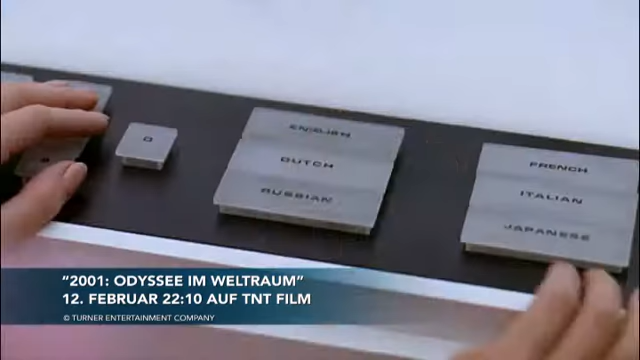 0
ENGLISH
DUTCH
RUSSIAN
FRENCH
ITALIAN
JAPANESE
“2001: ODYSSEE IM WELTRAUM”
12. FEBRUAR 22:10 AUF TNT FILM
© TURNER ENTERTAINMENT COMPANY